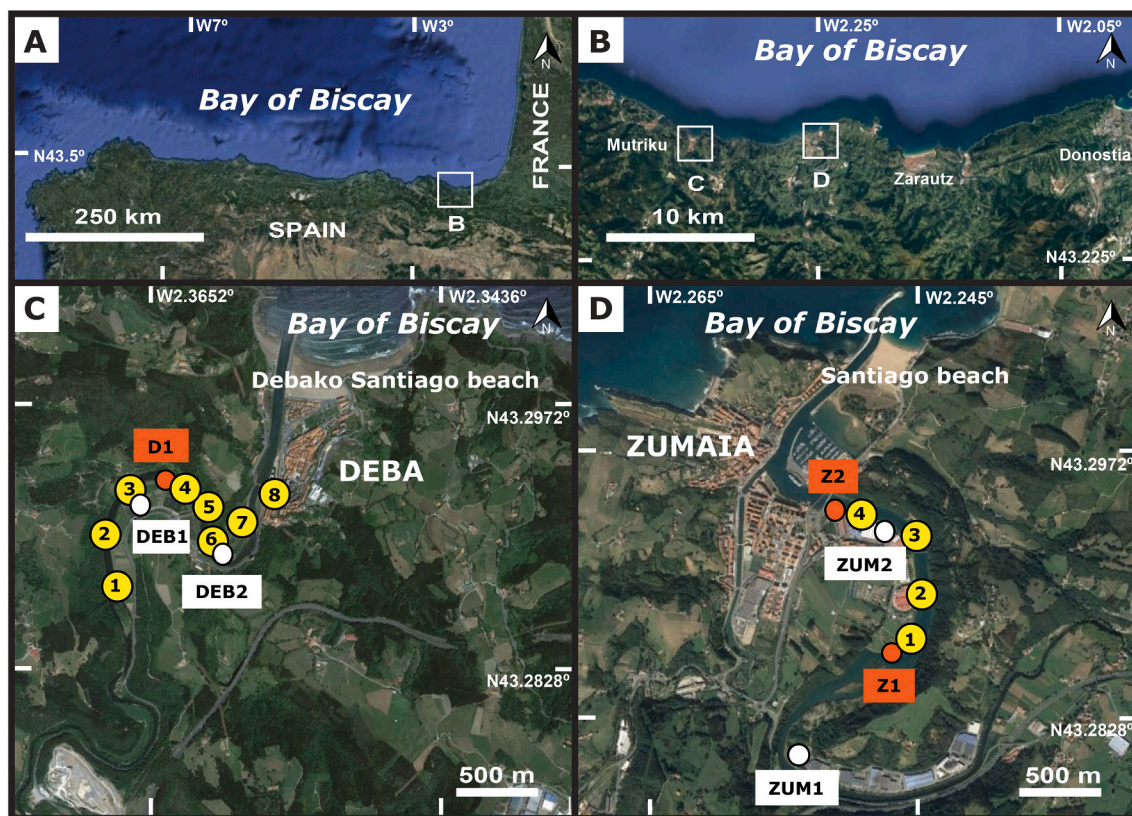 A
W7º
W3º
N
Bay of Biscay
N43.5º
FRANCE
250 km
SPAIN
B
B
W2.25º
W2.05º
N
Bay of Biscay
Mutriku
C
D
Zarautz
Donostia
10 km
N43.225º
C
W2.3652º
W2.3436º
N
Bay of Biscay
Debako Santiago beach
N43.2972º
D1
DEBA
3
4
5
8
2
DEB1
7
6
1
DEB2
N43.2828º
500 m
D
W2.265º
W2.245º
N
Bay of Biscay
Santiago beach
ZUMAIA
N43.2972º
Z2
4
3
ZUM2
2
1
Z1
N43.2828º
ZUM1
500 m